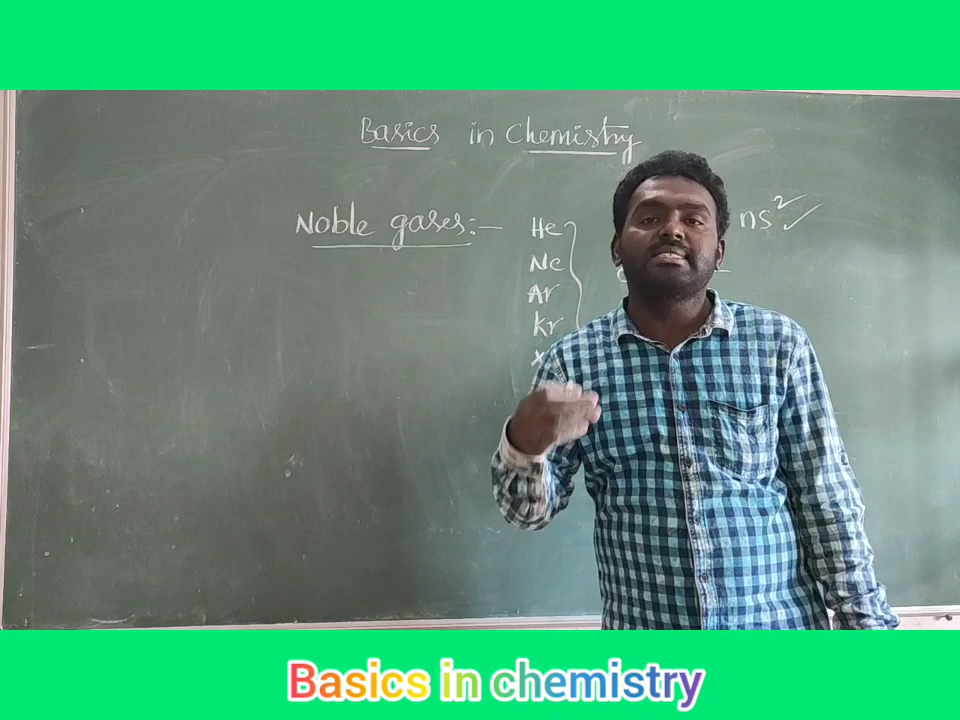 Basics in Chemistry
Noble gases:- He ns²✓
Ne
Ar
Kr
Basics in chemistry